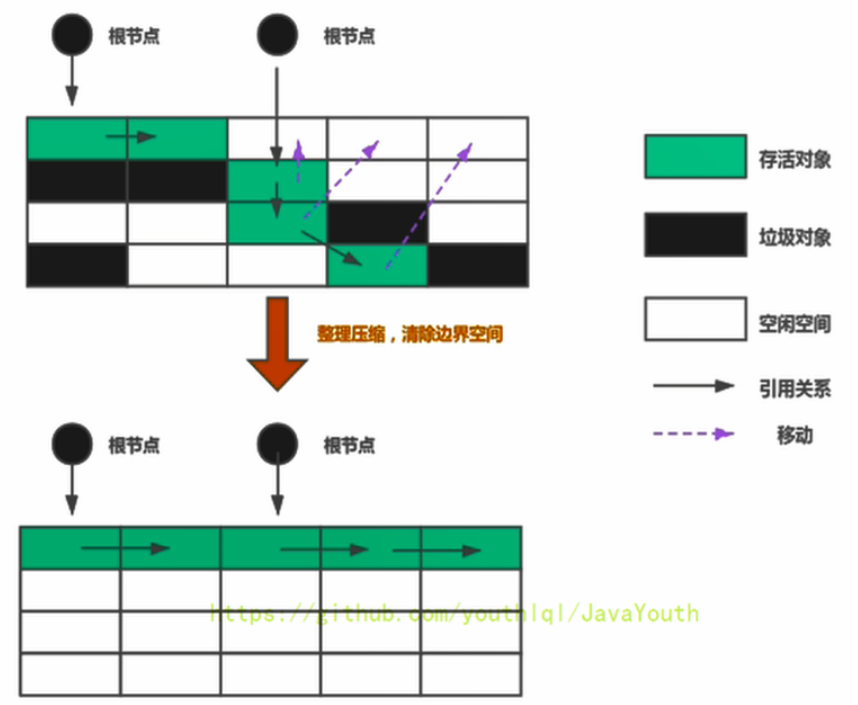 根节点
根节点
存活对象
垃圾对象
空闲空间
引用关系
移动
整理压缩，清除边界空间
根节点
根节点
https://github.com/youthlql/JavaYouth